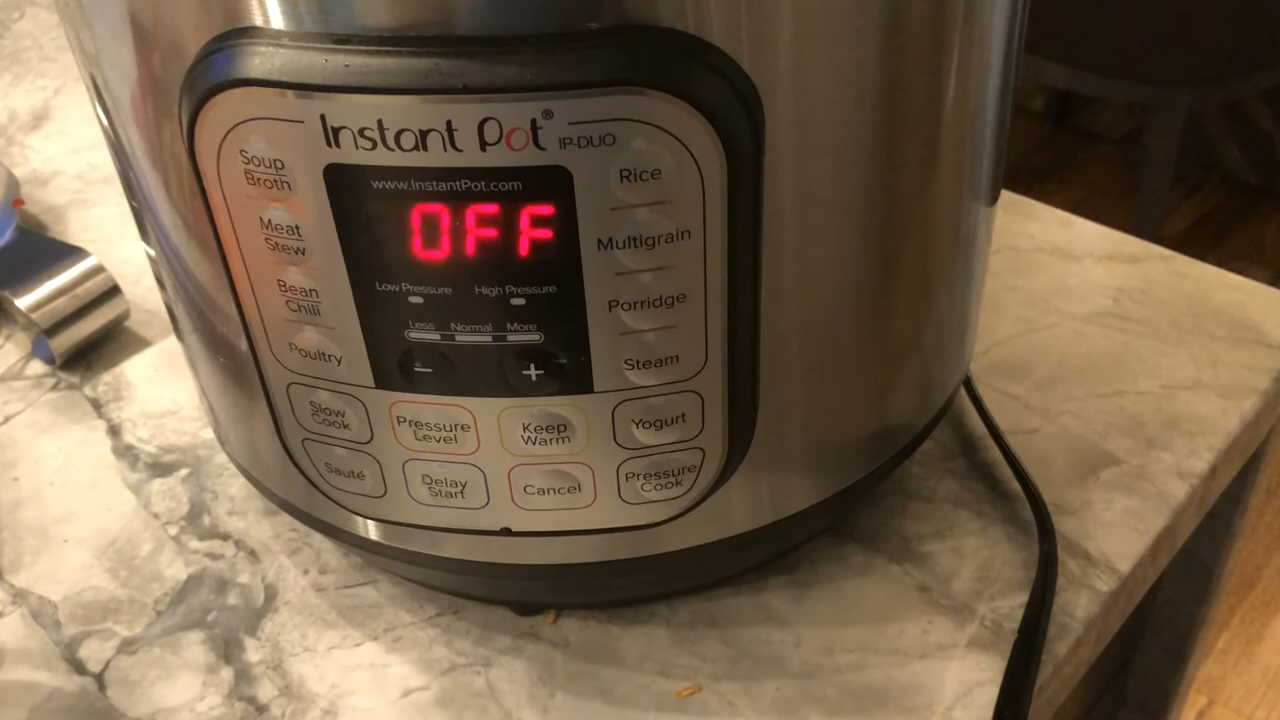 Instant Pot® IP-DUO
www.InstantPot.com
OFF
Low Pressure High Pressure
Less Normal More
− +
Soup
Broth
Meat
Stew
Bean
Chili
Poultry
Rice
Multigrain
Porridge
Steam
Slow
Cook
Pressure
Level
Keep
Warm
Yogurt
Sauté
Delay
Start
Cancel
Pressure
Cook